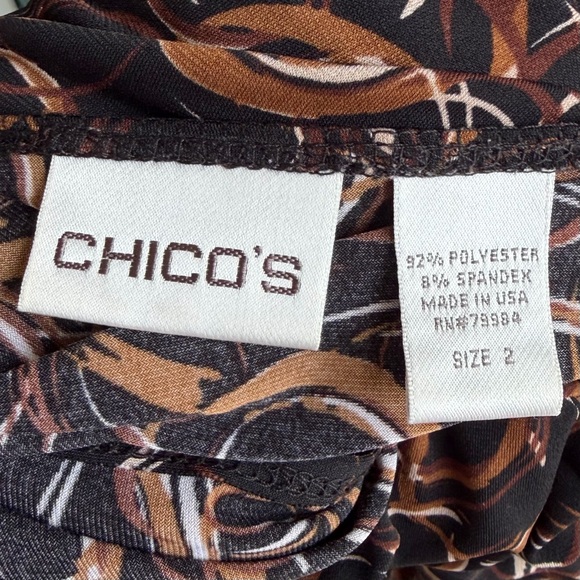 CHICO'S
92% POLYESTER
8% SPANDEX
MADE IN USA
RN#79984
SIZE 2